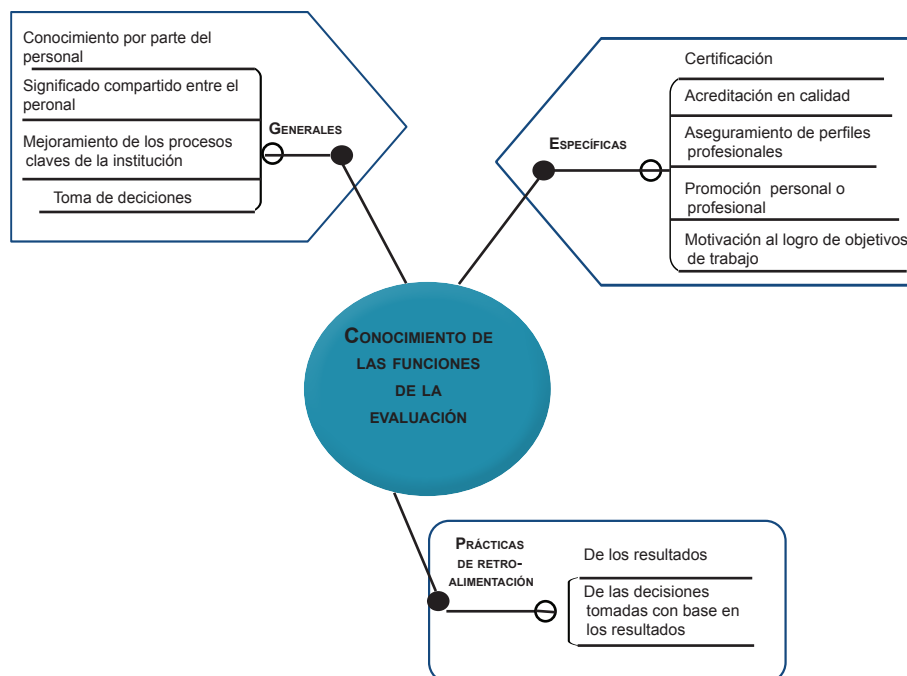 Conocimiento por parte del
personal
Significado compartido entre el
peronal
Mejoramiento de los procesos
claves de la institución
Toma de deciciones
GENERALES
ESPECÍFICAS
Certificación
Acreditación en calidad
Aseguramiento de perfiles
profesionales
Promoción personal o
profesional
Motivación al logro de objetivos
de trabajo
CONOCIMIENTO DE
LAS FUNCIONES
DE LA
EVALUACIÓN
PRÁCTICAS
DE RETRO-
ALIMENTACIÓN
De los resultados
De las decisiones
tomadas con base en
los resultados